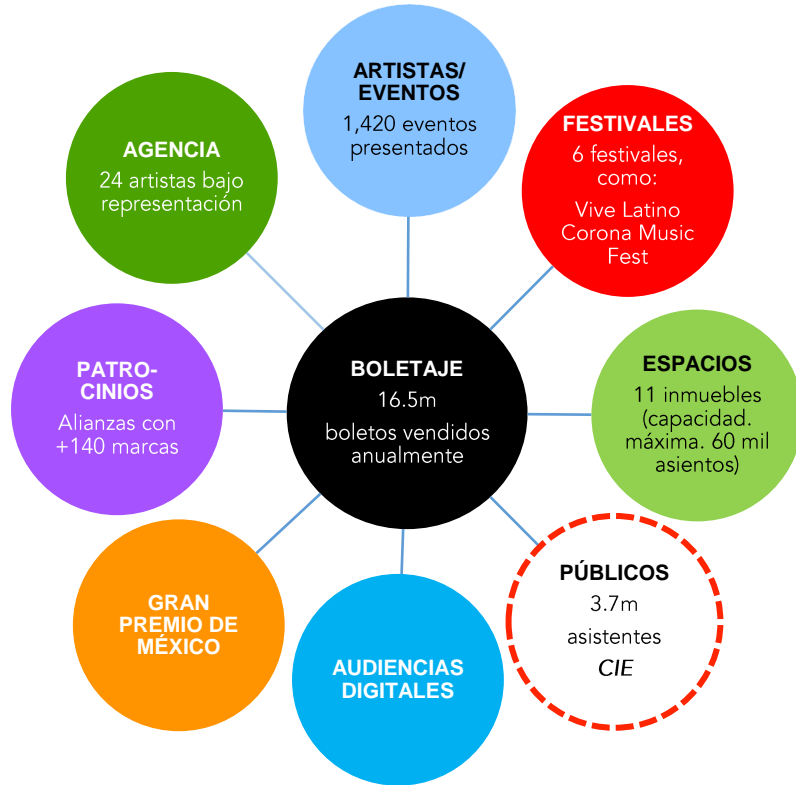 ARTISTAS/
EVENTOS
1,420 eventos
presentados
FESTIVALES
6 festivales,
como:
Vive Latino
Corona Music
Fest
AGENCIA
24 artistas bajo
representación
PATRO-
CINIOS
Alianzas con
+140 marcas
BOLETAJE
16.5m
boletos vendidos
anualmente
ESPACIOS
11 inmuebles
(capacidad.
máxima. 60 mil
asientos)
GRAN
PREMIO DE
MÉXICO
AUDIENCIAS
DIGITALES
PÚBLICOS
3.7m
asistentes
CIE